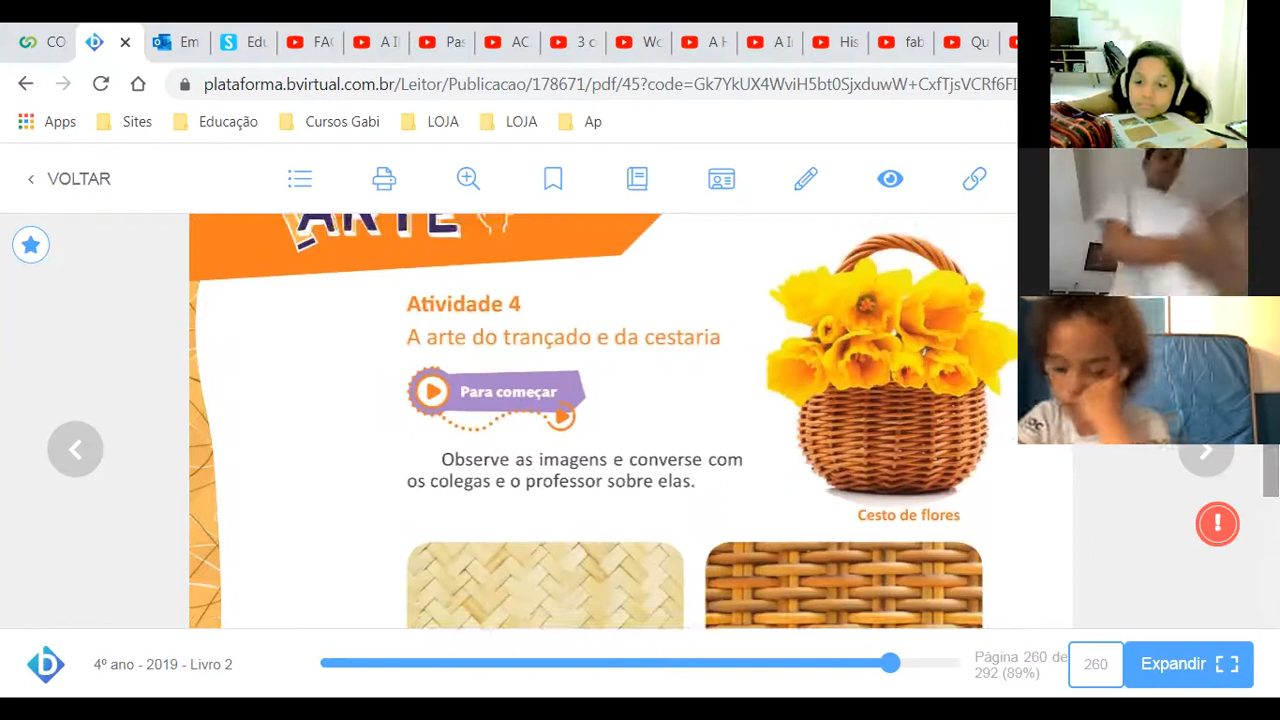 CO
Em
Edu
FAC
A II
Pas
AC
3 c
Wo
A H
A I
His
fab
Qu
plataforma.bvirtual.com.br/Leitor/Publicacao/178671/pdf/45?code=Gk7YkUX4WviH5bt0SjxduwW+CxfTjsVCRf6FI
Apps
Sites
Educação
Cursos Gabi
LOJA
LOJA
Ap
VOLTAR
ARTE
Atividade 4
A arte do trançado e da cestaria
Para começar
Observe as imagens e converse com
os colegas e o professor sobre elas.
Cesto de flores
4º ano - 2019 - Livro 2
Página 260 de
292 (89%)
260
Expandir